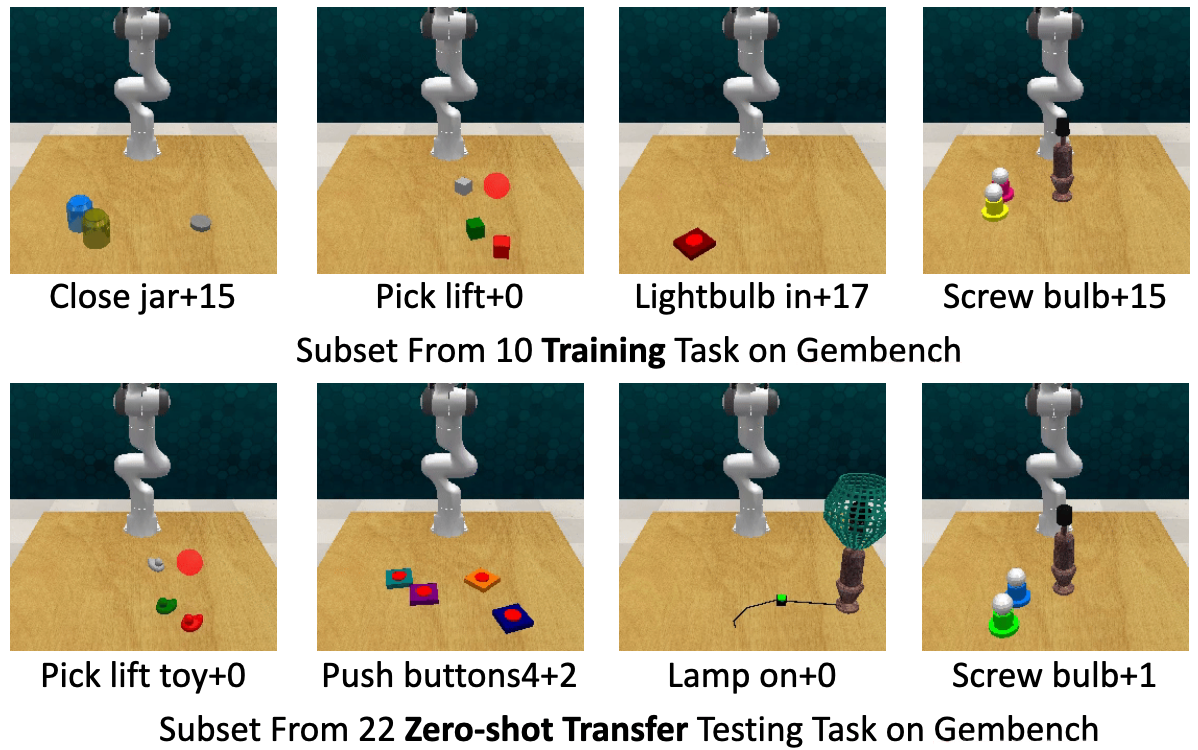 Close jar+15 Pick lift+0 Lightbulb in+17 Screw bulb+15
Subset From 10 Training Task on Gembench
Pick lift toy+0 Push buttons4+2 Lamp on+0 Screw bulb+1
Subset From 22 Zero-shot Transfer Testing Task on Gembench